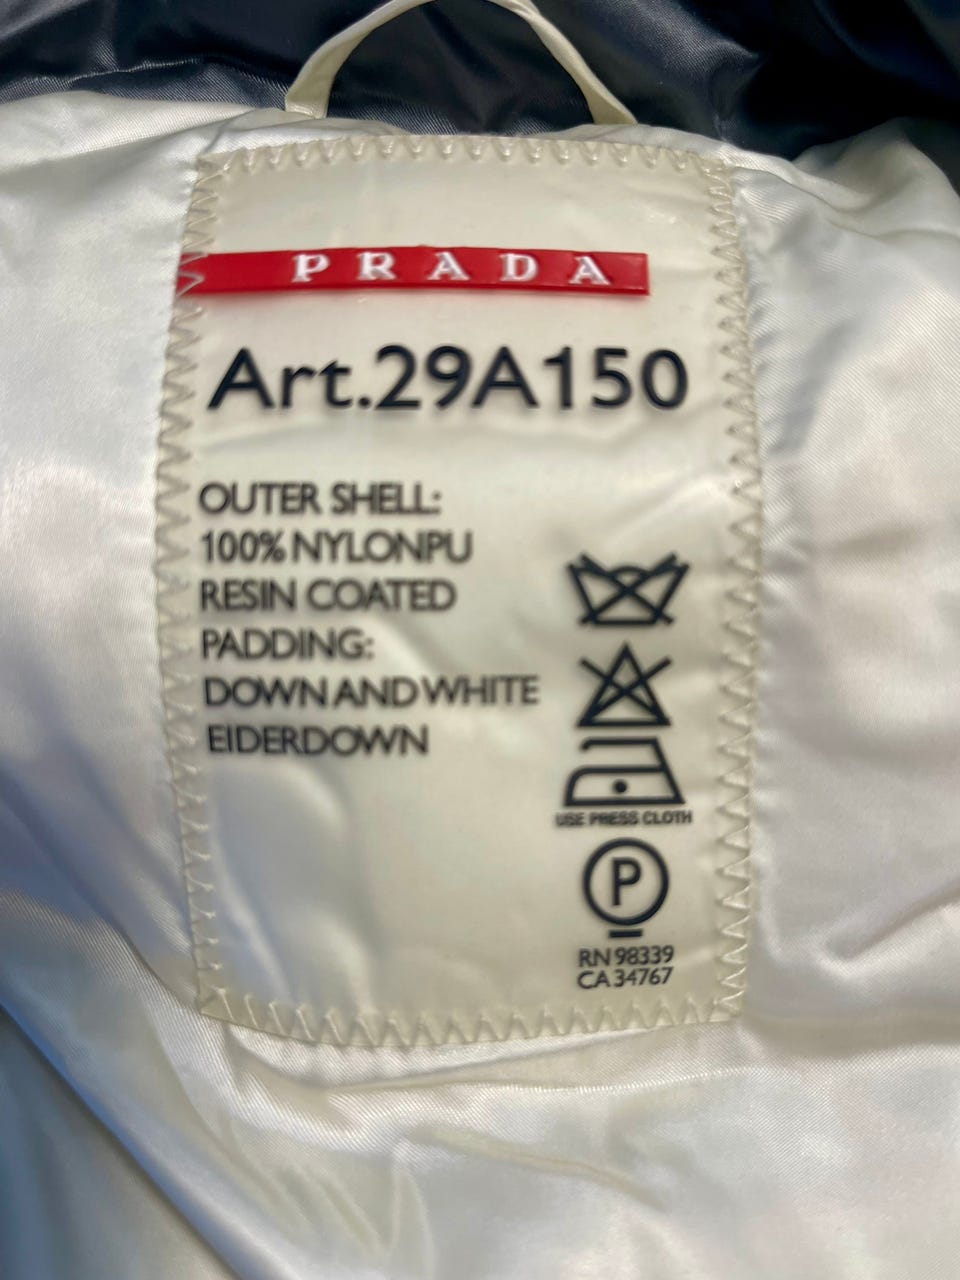 PRADA
Art.29A150
OUTER SHELL:
100% NYLONPU
RESIN COATED
PADDING:
DOWN AND WHITE
EIDERDOWN
USE PRESS CLOTH
P
RN 98339
CA 34767